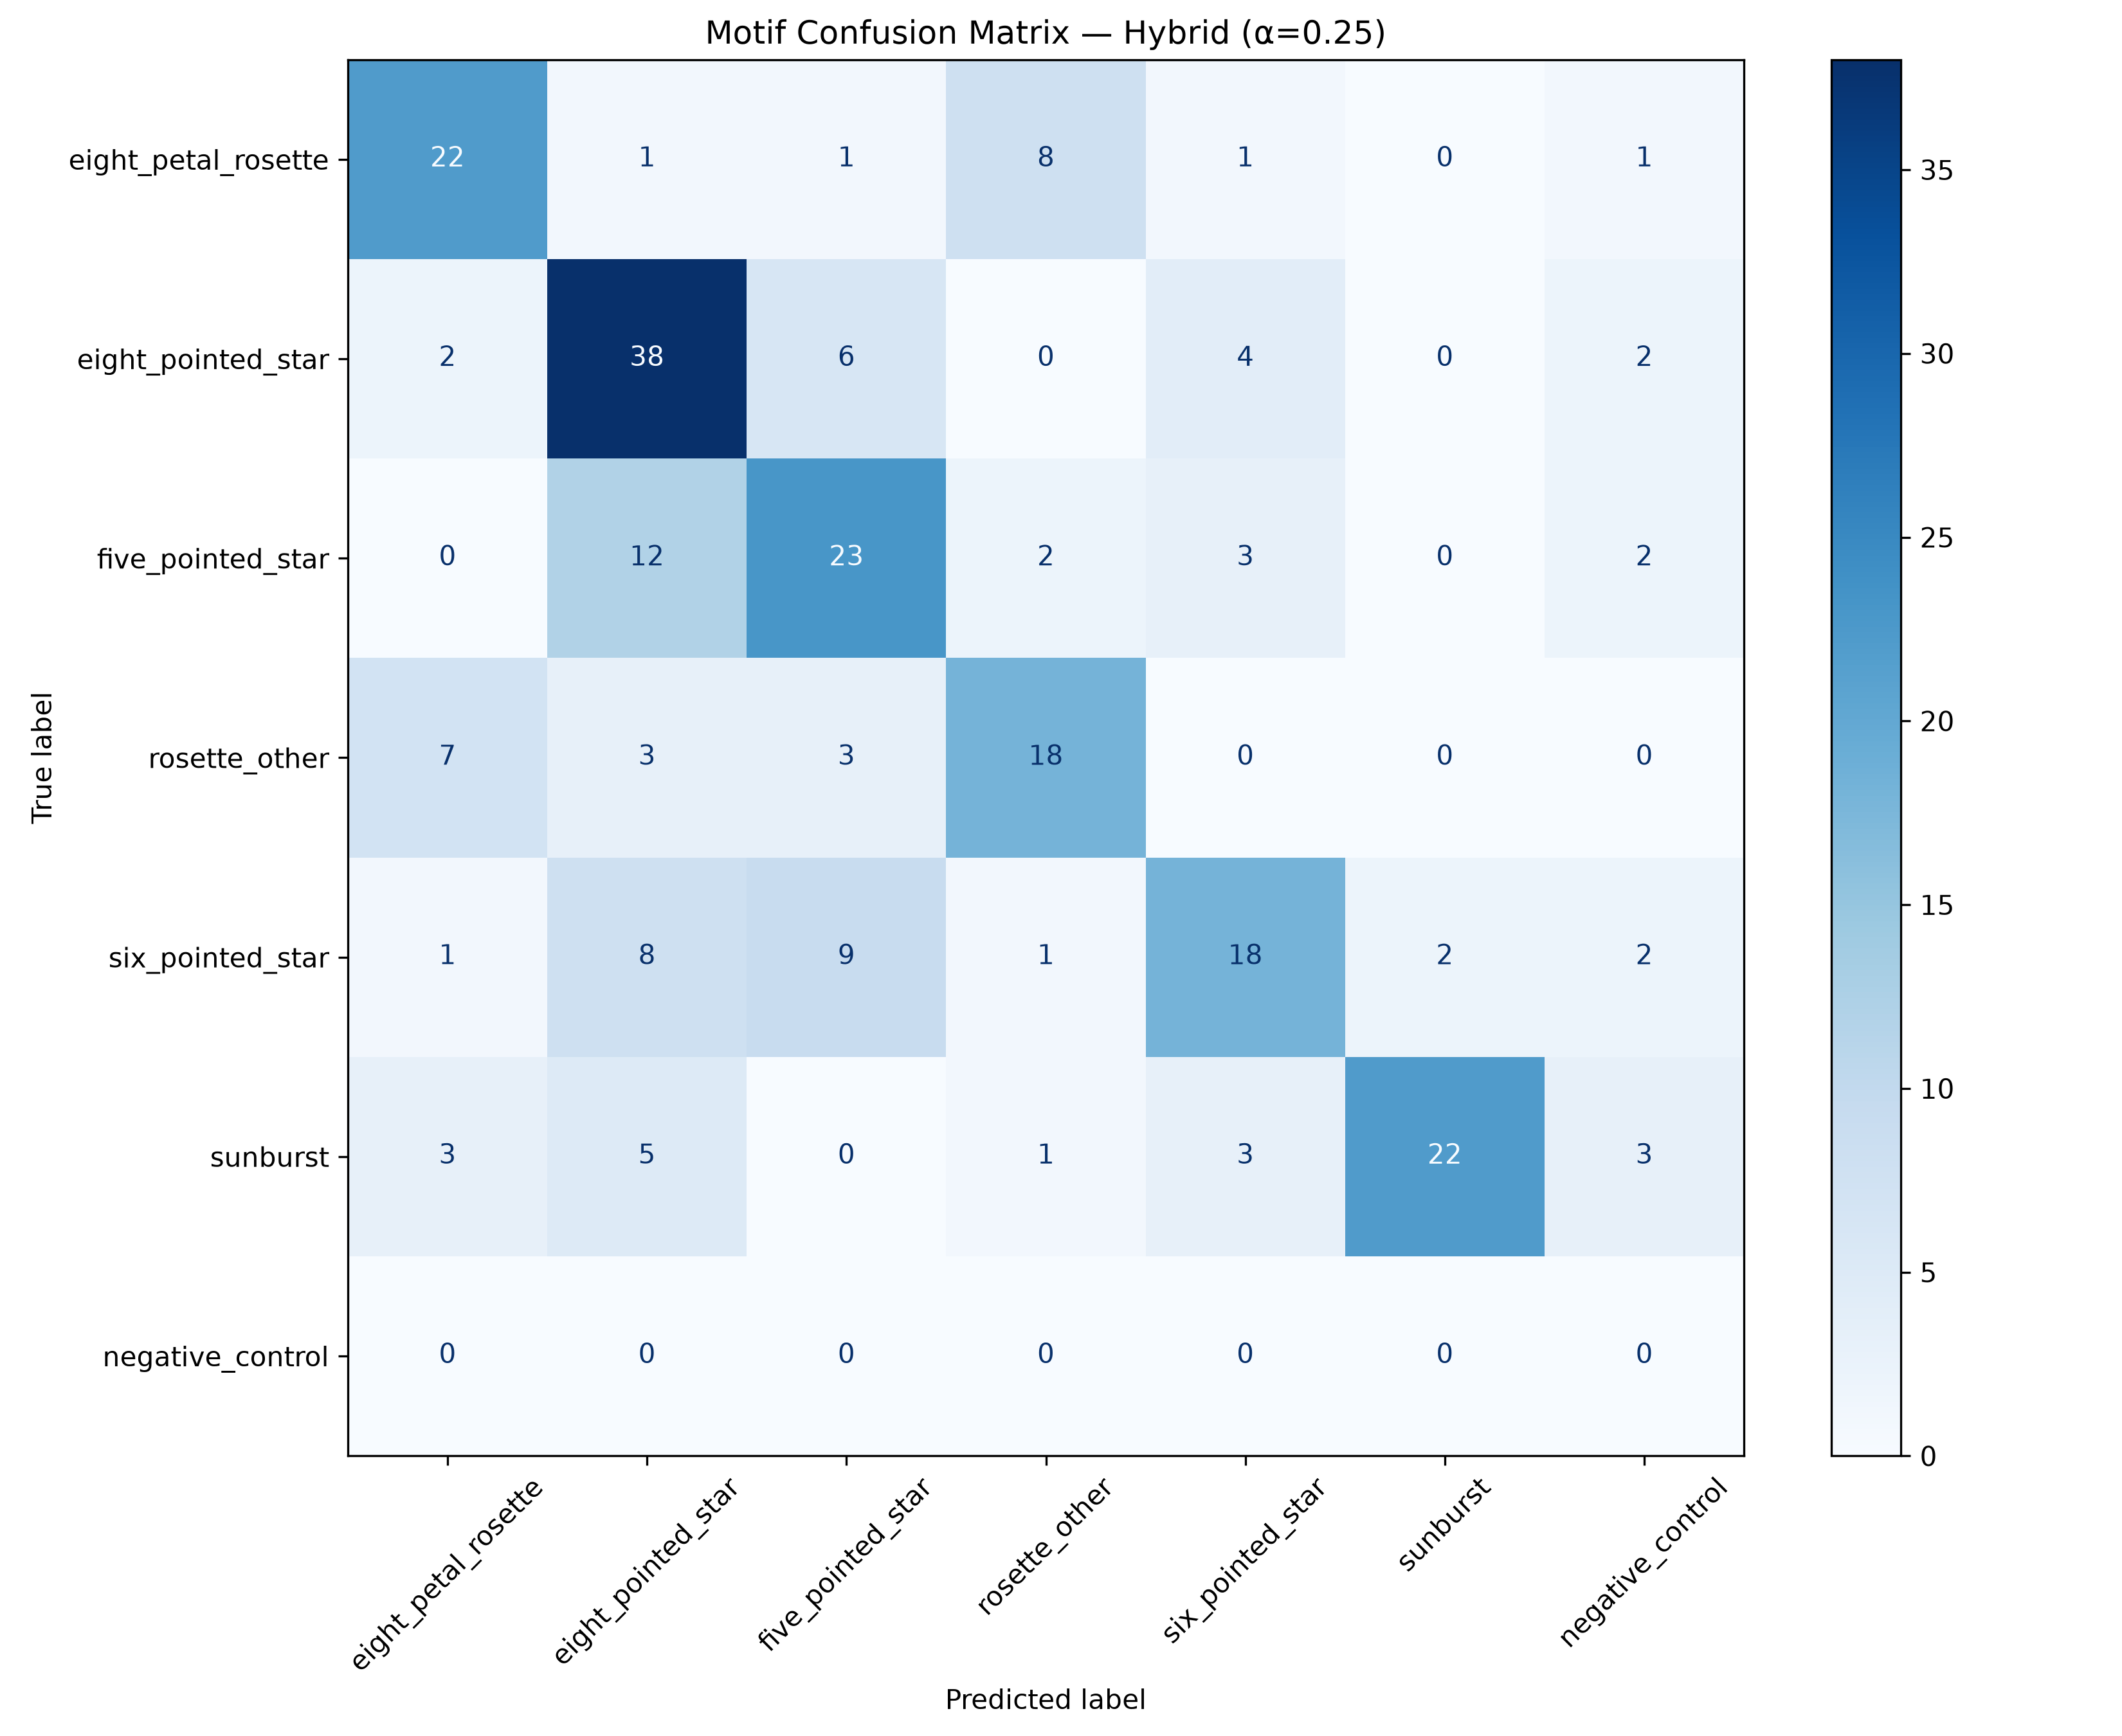 Motif Confusion Matrix — Hybrid (α=0.25)
True label
eight_petal_rosette 22 1 1 8 1 0 1
eight_pointed_star 2 38 6 0 4 0 2
five_pointed_star 0 12 23 2 3 0 2
rosette_other 7 3 3 18 0 0 0
six_pointed_star 1 8 9 1 18 2 2
sunburst 3 5 0 1 3 22 3
negative_control 0 0 0 0 0 0 0
eight_petal_rosette eight_pointed_star five_pointed_star rosette_other six_pointed_star sunburst negative_control
Predicted label
35
30
25
20
15
10
5
0